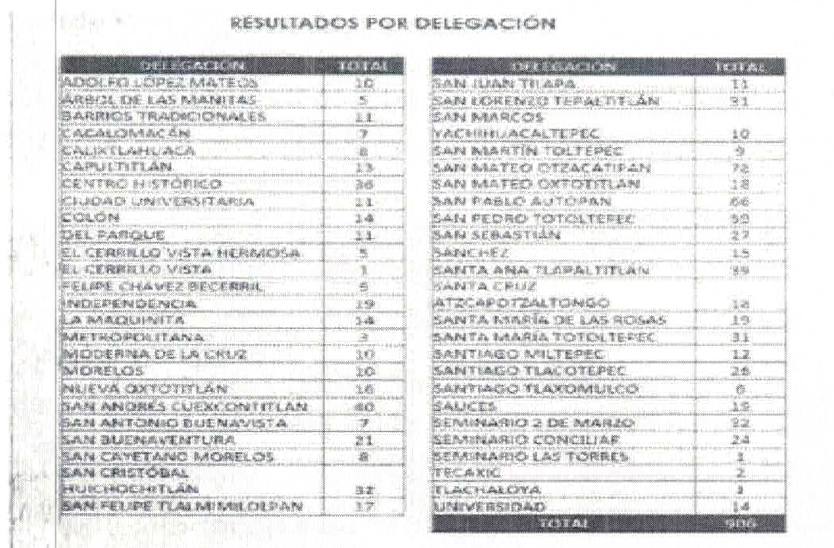 RESULTADOS POR DELEGACIÓN
DELEGACIÓN TOTAL
ADOLFO LÓPEZ MATEOS 10
ÁRBOL DE LAS MANITAS 5
BARRIOS TRADICIONALES 11
CACALOMACÁN 7
CALIXTLAHUACA 8
CAPULTITLÁN 13
CENTRO HISTÓRICO 36
CIUDAD UNIVERSITARIA 11
COLÓN 14
DEL PARQUE 11
EL CERRILLO VISTA HERMOSA 5
EL CERRILLO VISTA 1
FELIPE CHÁVEZ BECERRIL
INDEPENDENCIA 19
LA MAQUINITA 14
METROPOLITANA 3
MODERNA DE LA CRUZ 10
MORELOS 10
NUEVA OXTOTITLÁN 16
SAN ANDRÉS CUEXCONTITLÁN 40
SAN ANTONIO BUENAVISTA 7
SAN BUENAVENTURA 21
SAN CAYETANO MORELOS 8
SAN CRISTÓBAL
HUICHOCHITLÁN 32
SAN FELIPE TLALMIMILOLPAN 17
DELEGACIÓN TOTAL
SAN JUAN TILAPA 11
SAN LORENZO TEPALTITLÁN 31
SAN MARCOS
YACHIHUACALTEPEC 10
SAN MARTÍN TOLTEPEC 9
SAN MATEO OTZACATIPAN 78
SAN MATEO OXTOTITLÁN 18
SAN PABLO AUTOPAN 66
SAN PEDRO TOTOLTEPEC 59
SAN SEBASTIÁN 27
SÁNCHEZ 15
SANTA ANA TLAPALTITLÁN 39
SANTA CRUZ
ATZCAPOTZALTONGO 18
SANTA MARÍA DE LAS ROSAS 19
SANTA MARÍA TOTOLTEPEC 31
SANTIAGO MILTEPEC 12
SANTIAGO TLACOTEPEC 26
SANTIAGO TLAXOMULCO 6
SAUCES 19
SEMINARIO 2 DE MARZO
SEMINARIO CONCILIAR 24
SEMINARIO LAS TORRES 1
TECAXIC 2
TLACHALOYA
UNIVERSIDAD 14
TOTAL 906